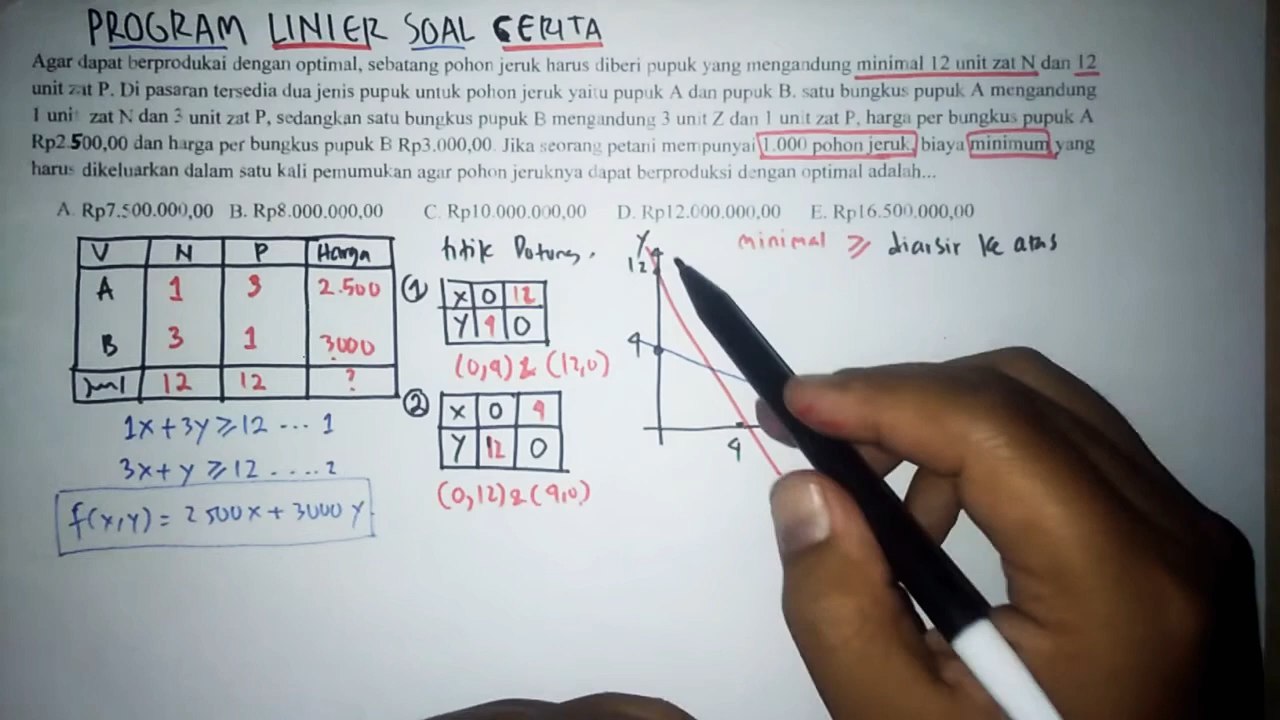 PROGRAM LINIER SOAL CERITA
Agar dapat berprodukai dengan optimal, sebatang pohon jeruk harus diberi pupuk yang mengandung minimal 12 unit zat N dan 12
unit zat P. Di pasaran tersedia dua jenis pupuk untuk pohon jeruk yaitu pupuk A dan pupuk B. satu bungkus pupuk A mengandung
1 unit zat N dan 3 unit zat P, sedangkan satu bungkus pupuk B mengandung 3 unit Z dan 1 unit zat P, harga per bungkus pupuk A
Rp2.500,00 dan harga per bungkus pupuk B Rp3.000,00. Jika seorang petani mempunyai 1.000 pohon jeruk, biaya minimum yang
harus dikeluarkan dalam satu kali pemumukan agar pohon jeruknya dapat berproduksi dengan optimal adalah...
A. Rp7.500.000,00 B. Rp8.000.000,00 C. Rp10.000.000,00 D. Rp12.000.000,00 E. Rp16.500.000,00
V N P Harga
A 1 3 2.500
B 3 1 3000
Juml 12 12 ?
1x + 3y ≥ 12 ... 1
3x + y ≥ 12 .... 2
f(x,y) = 2500x + 3000y
titik Potong.
① X 0 12
Y 4 0
(0,4) & (12,0)
② X 0 4
Y 12 0
(0,12) & (4,0)
Y
12
4
4
minimal ≥ diarsir ke atas